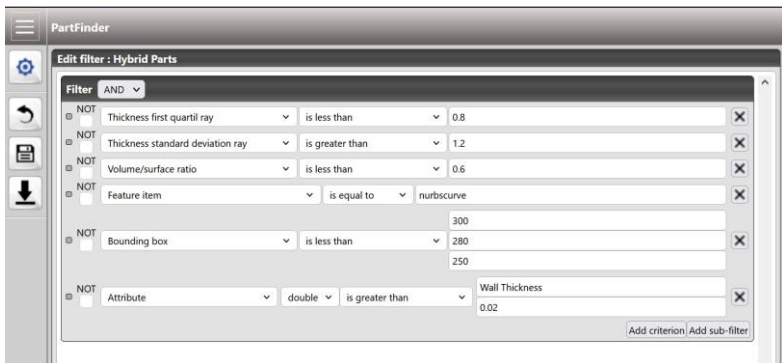 PartFinder
Edit filter : Hybrid Parts
Filter AND
NOT Thickness first quartil ray is less than 0.8
NOT Thickness standard deviation ray is greater than 1.2
NOT Volume/surface ratio is less than 0.6
NOT Feature item is equal to nurbscurve
300
NOT Bounding box is less than 280
250
NOT Attribute double is greater than Wall Thickness
0.02
Add criterion Add sub-filter